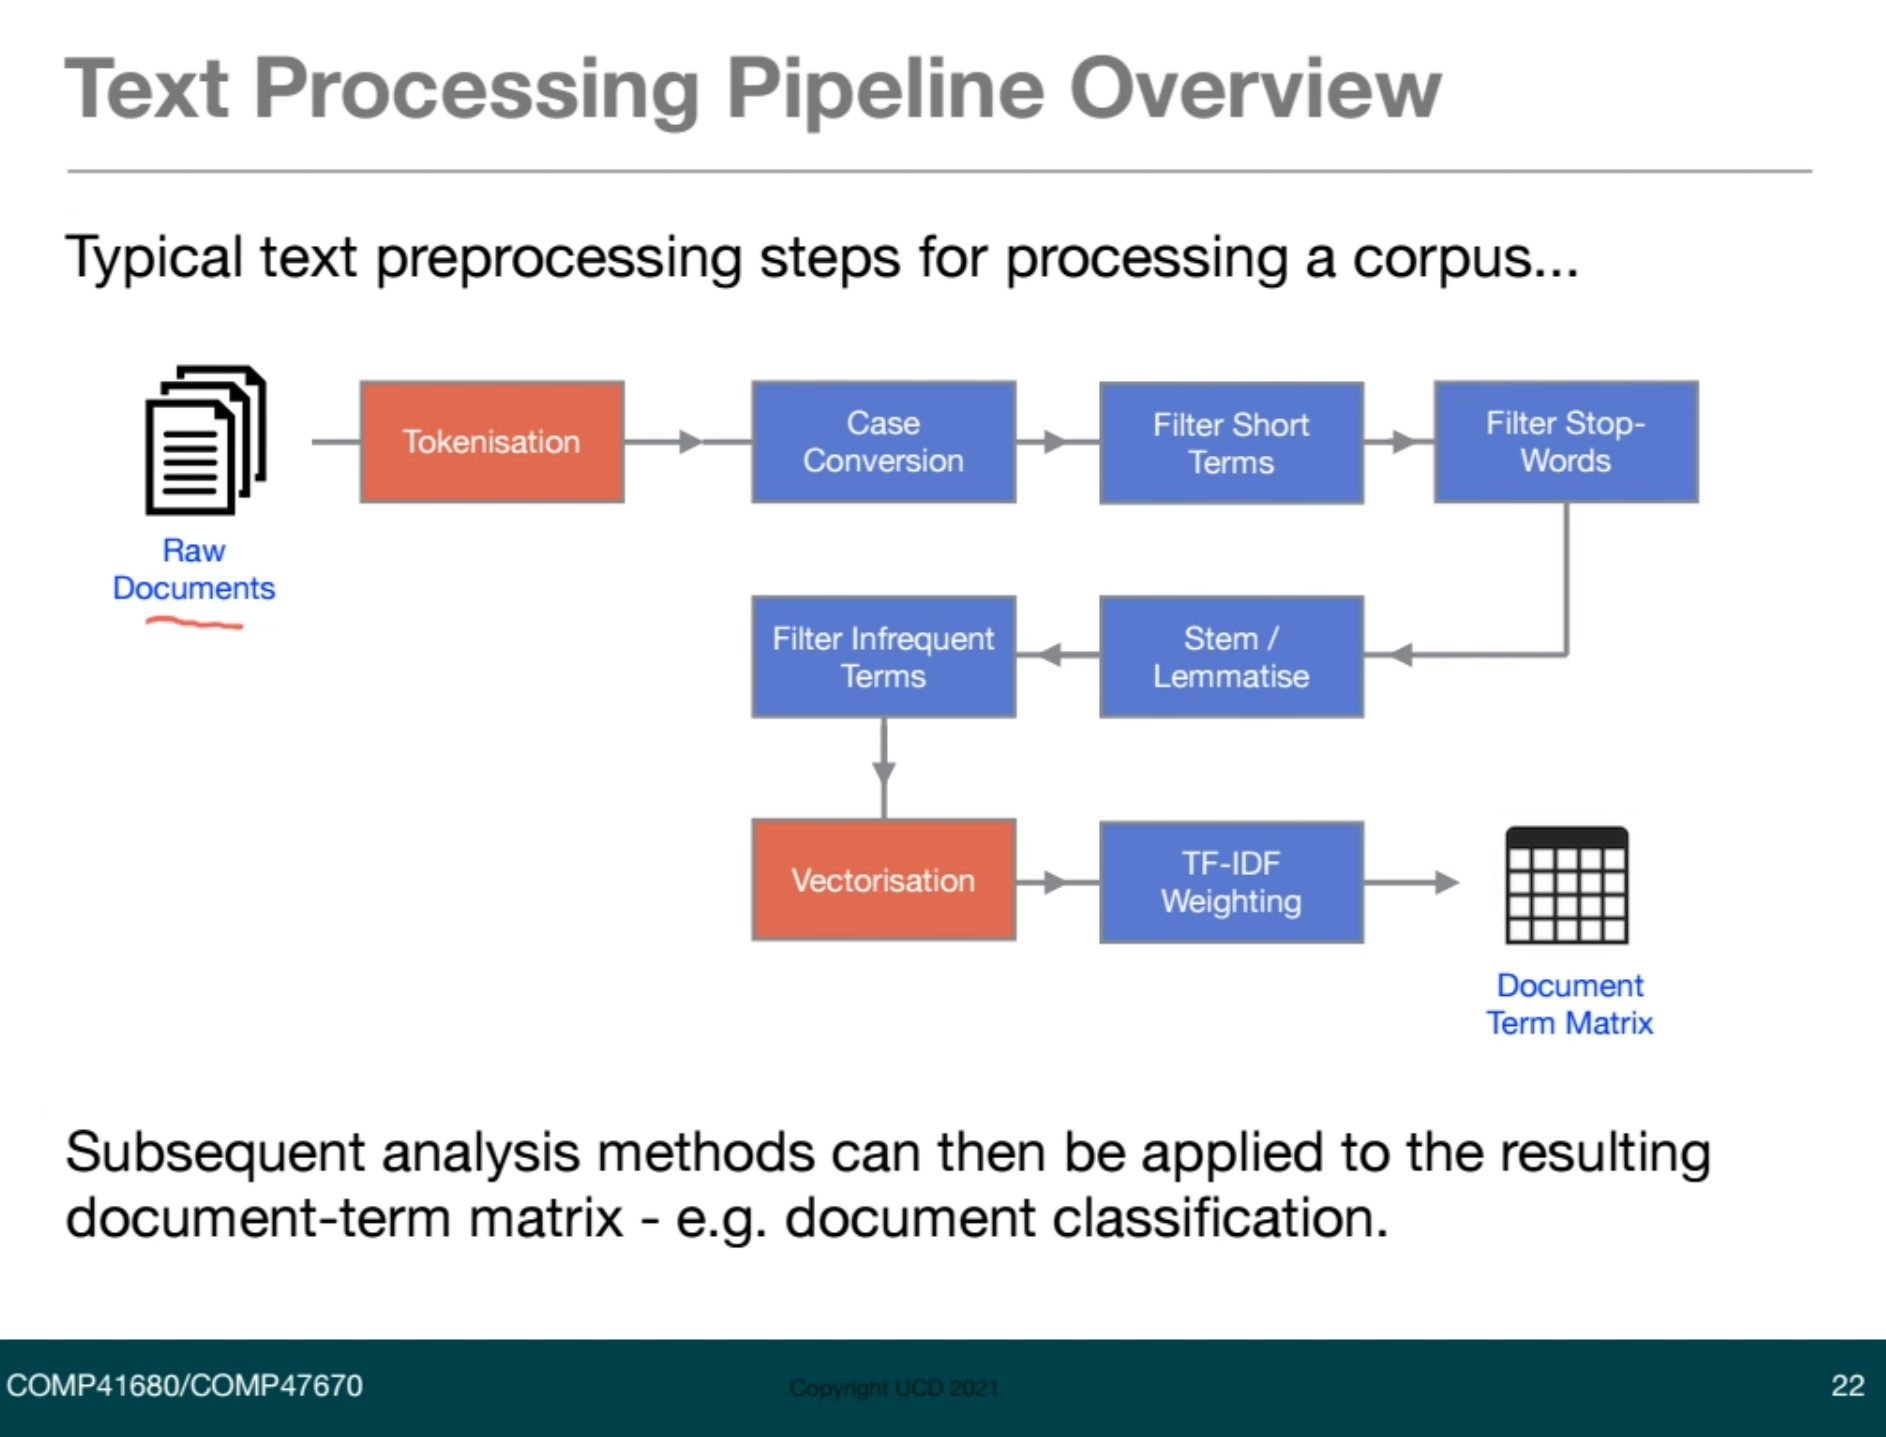 Text Processing Pipeline Overview
Typical text preprocessing steps for processing a corpus...
Raw
Documents
Tokenisation
Case
Conversion
Filter Short
Terms
Filter Stop-
Words
Stem /
Lemmatise
Filter Infrequent
Terms
Vectorisation
TF-IDF
Weighting
Document
Term Matrix
Subsequent analysis methods can then be applied to the resulting
document-term matrix - e.g. document classification.
COMP41680/COMP47670
Copyright UCD 2021
22